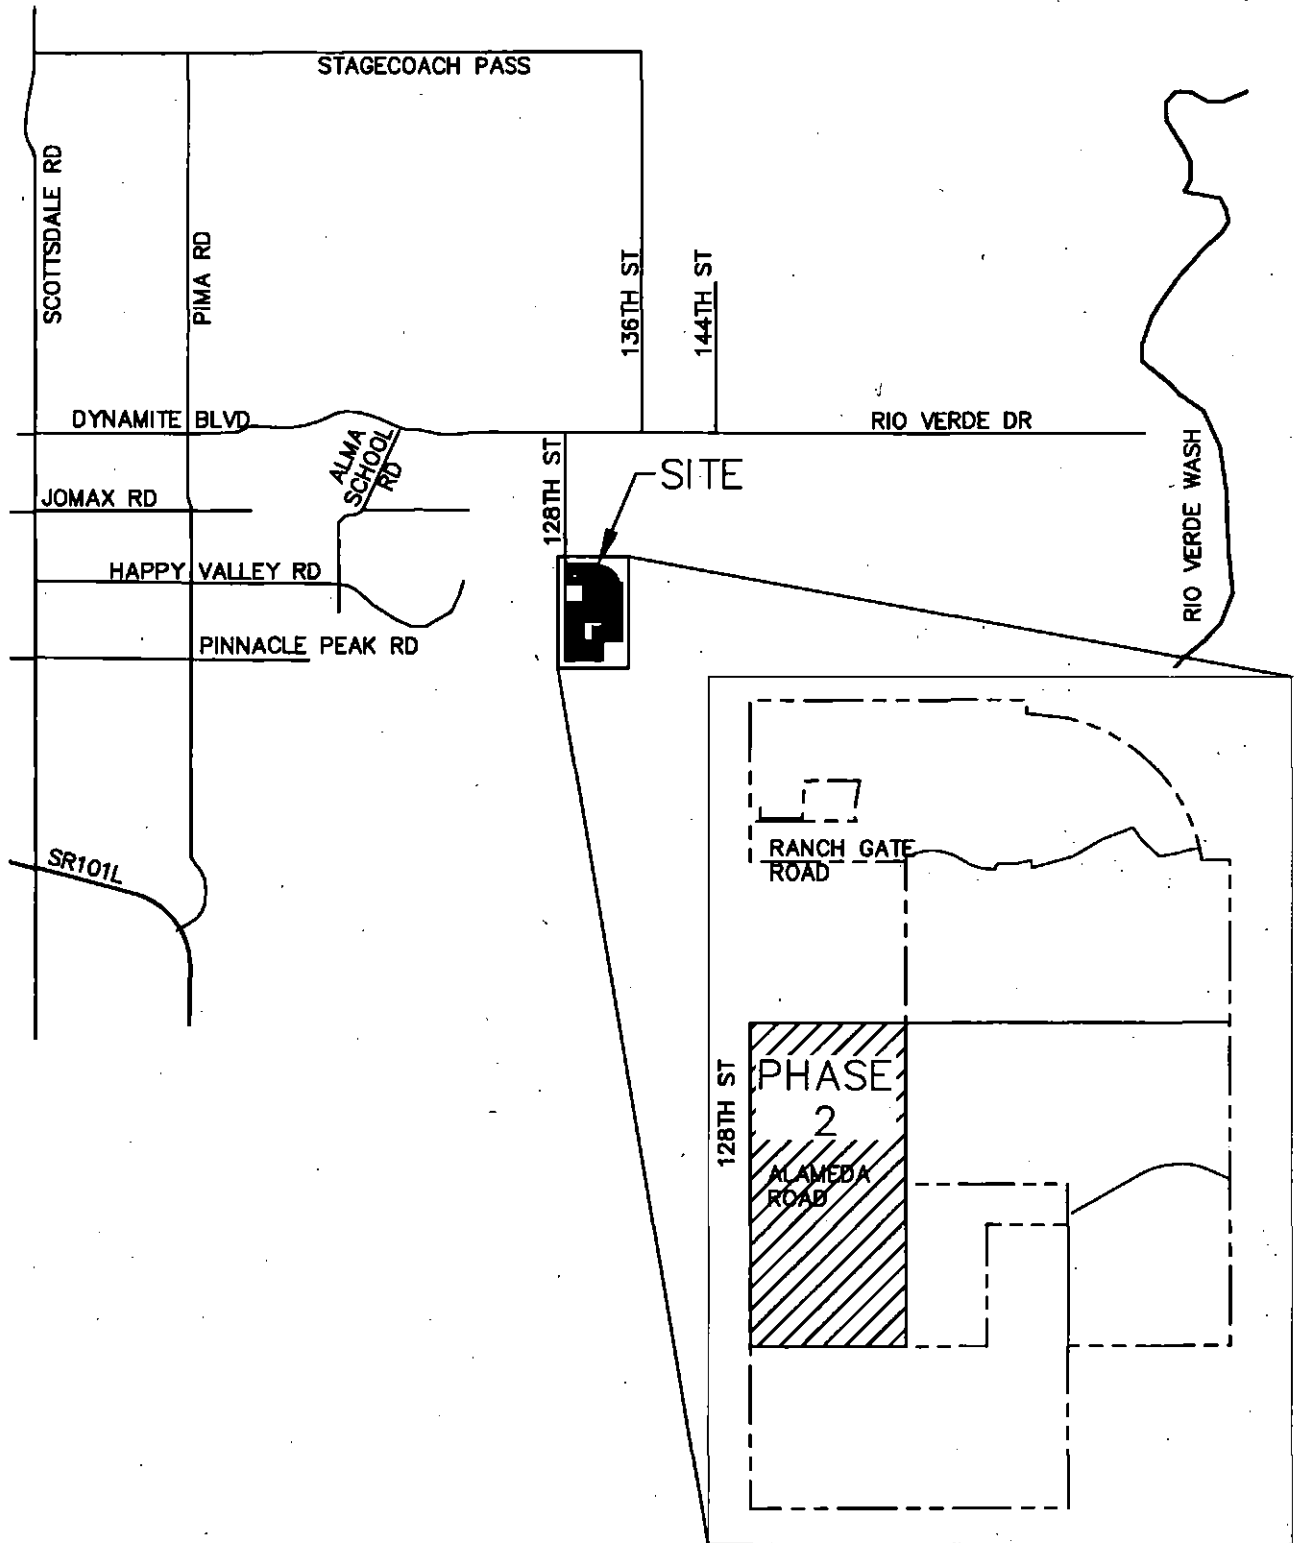 STAGECOACH PASS
SCOTTSDALE RD
PIMA RD
136TH ST
144TH ST
DYNAMITE BLVD
RIO VERDE DR
ALMA
SCHOOL
RD
128TH ST
SITE
JOMAX RD
RIO VERDE WASH
HAPPY VALLEY RD
PINNACLE PEAK RD
SR101L
RANCH GATE
ROAD
128TH ST
PHASE
2
ALAMEDA
ROAD